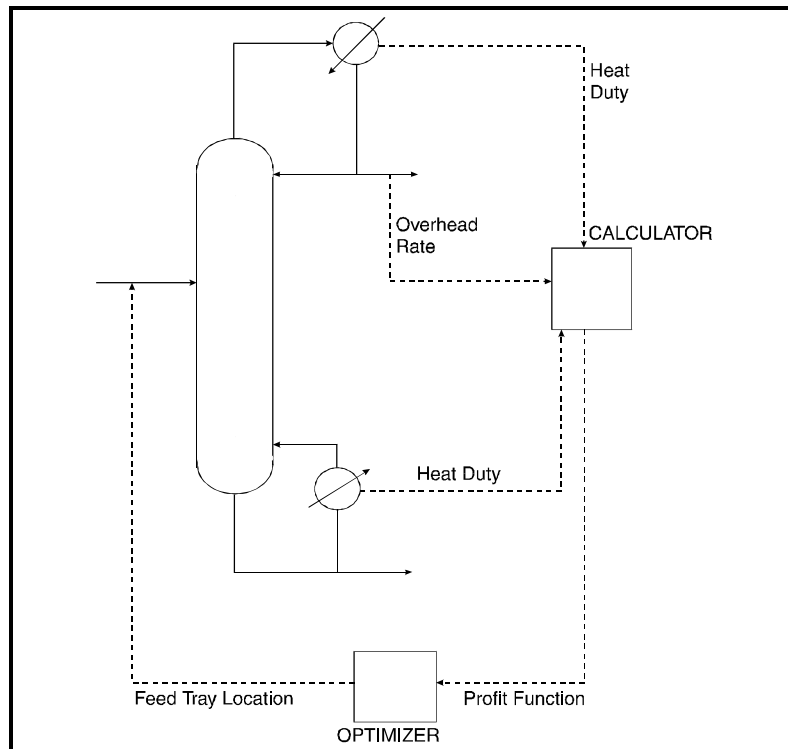 Heat
Duty
Overhead
Rate
CALCULATOR
Heat Duty
Feed Tray Location
Profit Function
OPTIMIZER